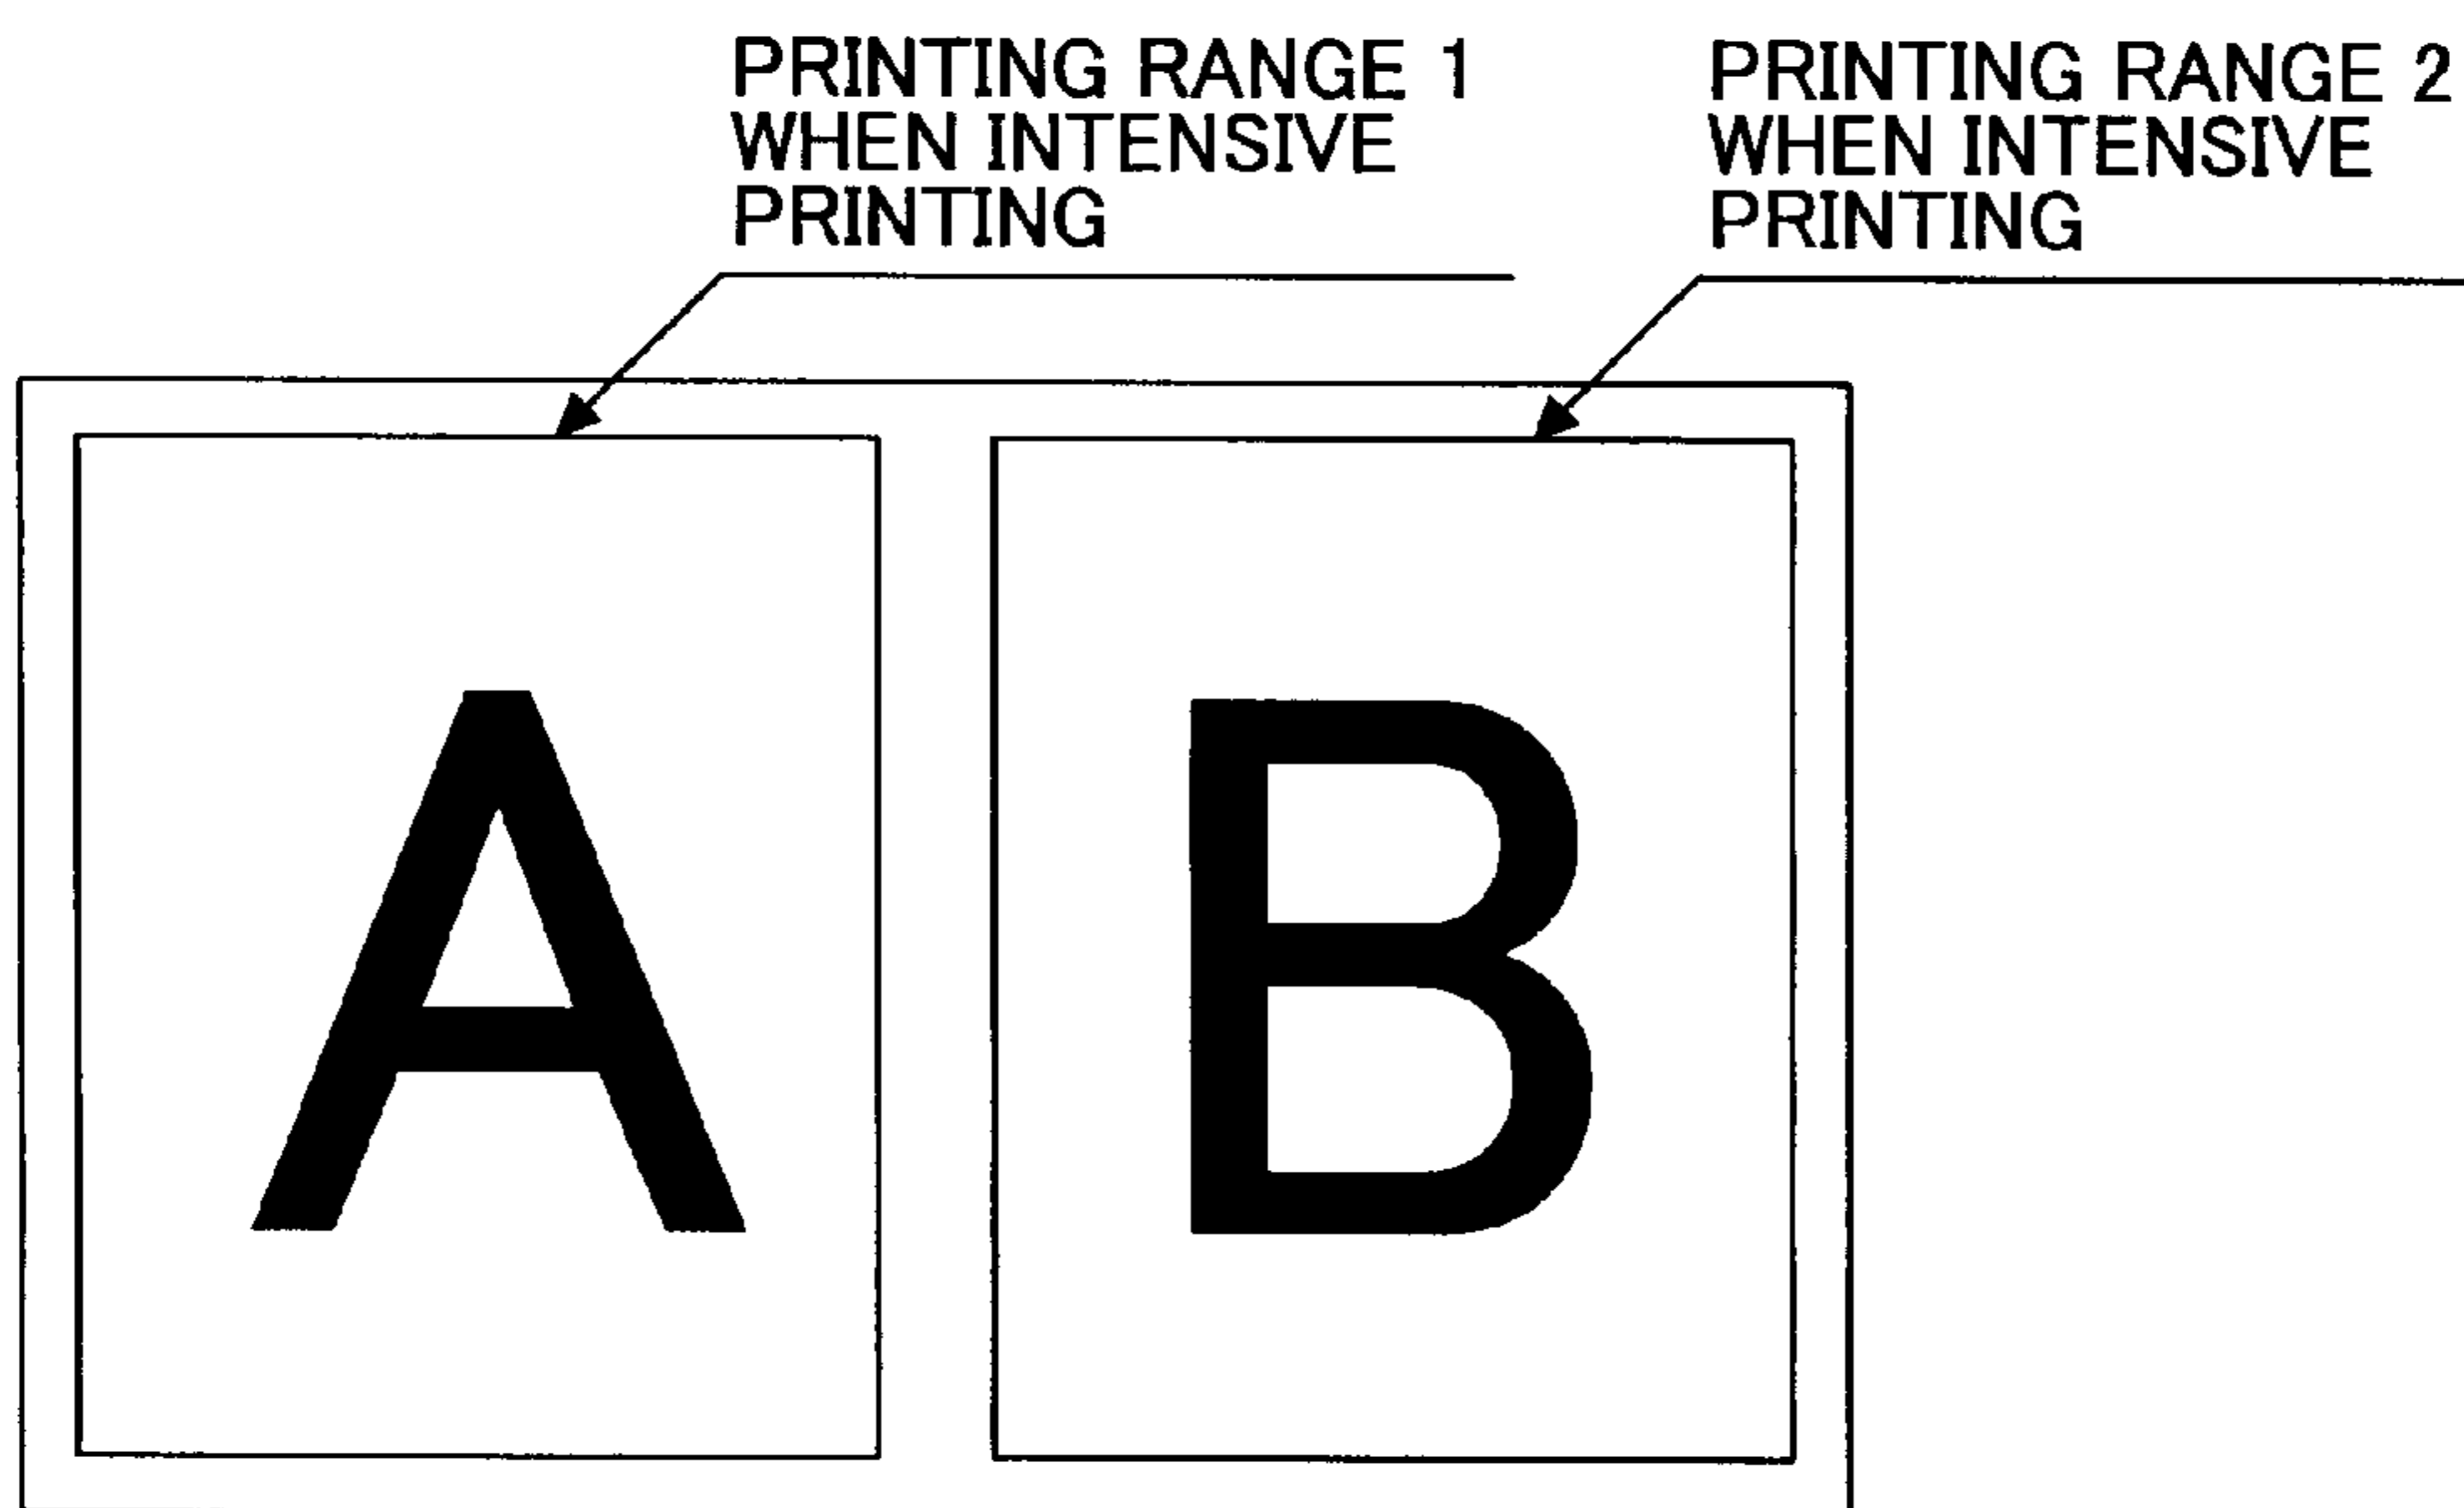 PRINTING RANGE 1
WHEN INTENSIVE
PRINTING
PRINTING RANGE 2
WHEN INTENSIVE
PRINTING
A
B